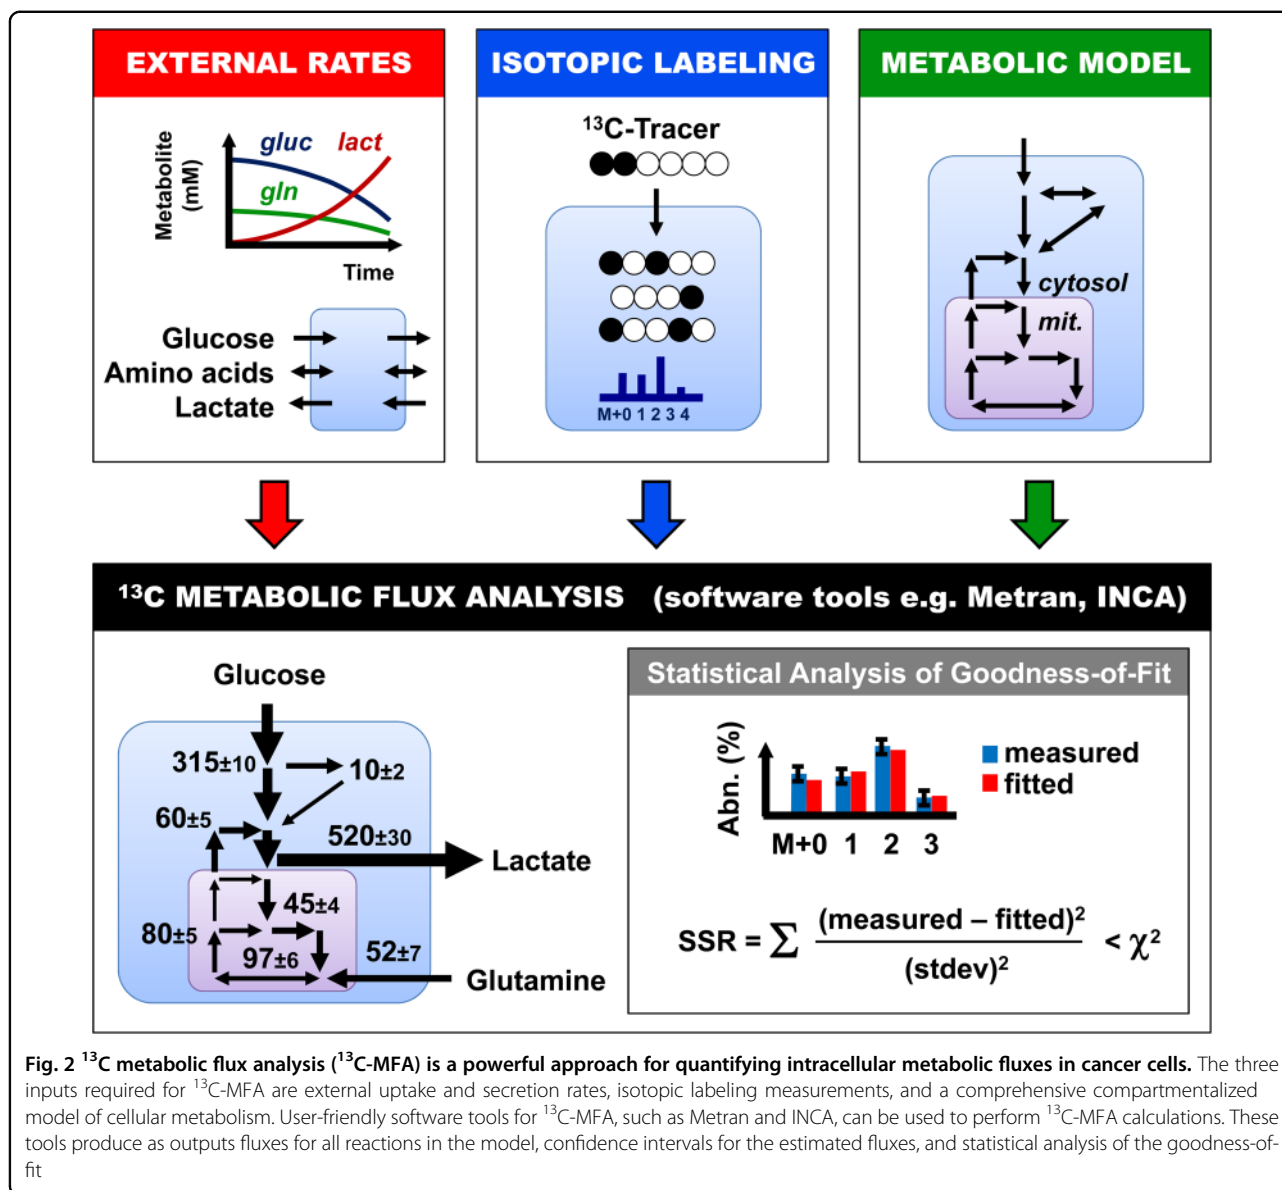 EXTERNAL RATES
Metabolite
(mM)
gluc
lact
gln
Time
Glucose
Amino acids
Lactate
ISOTOPIC LABELING
¹³C-Tracer
M+0 1 2 3 4
METABOLIC MODEL
cytosol
mit.
¹³C METABOLIC FLUX ANALYSIS (software tools e.g. Metran, INCA)
Glucose
315±10
10±2
60±5
520±30
Lactate
45±4
80±5
97±6
52±7
Glutamine
Statistical Analysis of Goodness-of-Fit
Abn. (%)
measured
fitted
M+0 1 2 3
SSR = ∑ (measured – fitted)² / (stdev)² < χ²
Fig. 2 ¹³C metabolic flux analysis (¹³C-MFA) is a powerful approach for quantifying intracellular metabolic fluxes in cancer cells. The three
inputs required for ¹³C-MFA are external uptake and secretion rates, isotopic labeling measurements, and a comprehensive compartmentalized
model of cellular metabolism. User-friendly software tools for ¹³C-MFA, such as Metran and INCA, can be used to perform ¹³C-MFA calculations. These
tools produce as outputs fluxes for all reactions in the model, confidence intervals for the estimated fluxes, and statistical analysis of the goodness-of-
fit